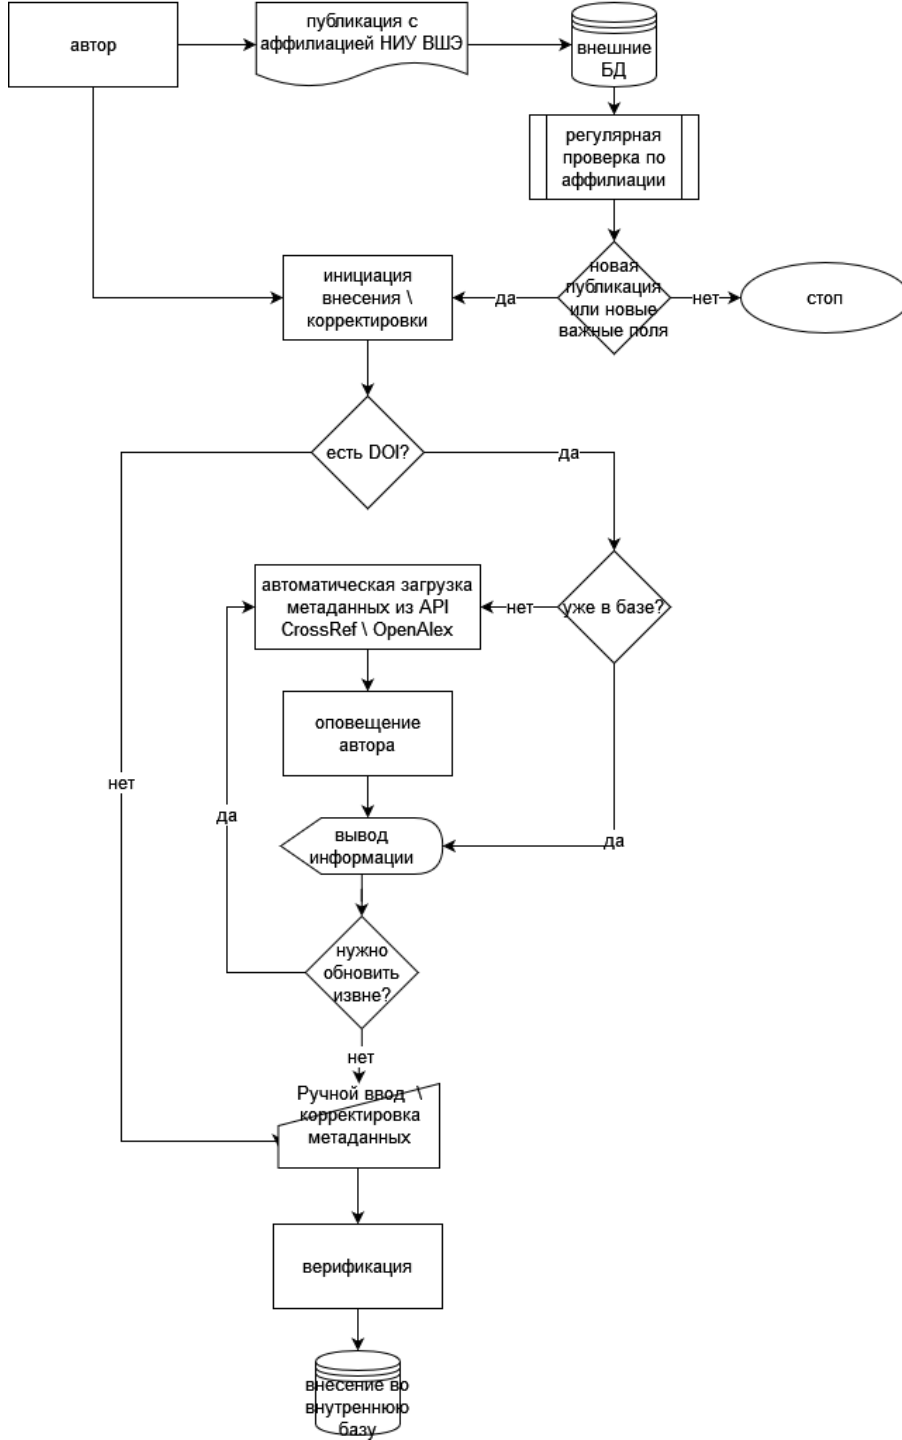 автор
публикация с
аффилиацией НИУ ВШЭ
внешние
БД
регулярная
проверка по
аффилиации
инициация
внесения \
корректировки
да
новая
публикация
или новые
важные поля
нет
стоп
есть DOI?
да
автоматическая загрузка
метаданных из API
CrossRef \ OpenAlex
нет
уже в базе?
оповещение
автора
нет
да
вывод
информации
да
нужно
обновить
извне?
нет
Ручной ввод \
корректировка
метаданных
верификация
внесение во
внутреннюю
базу